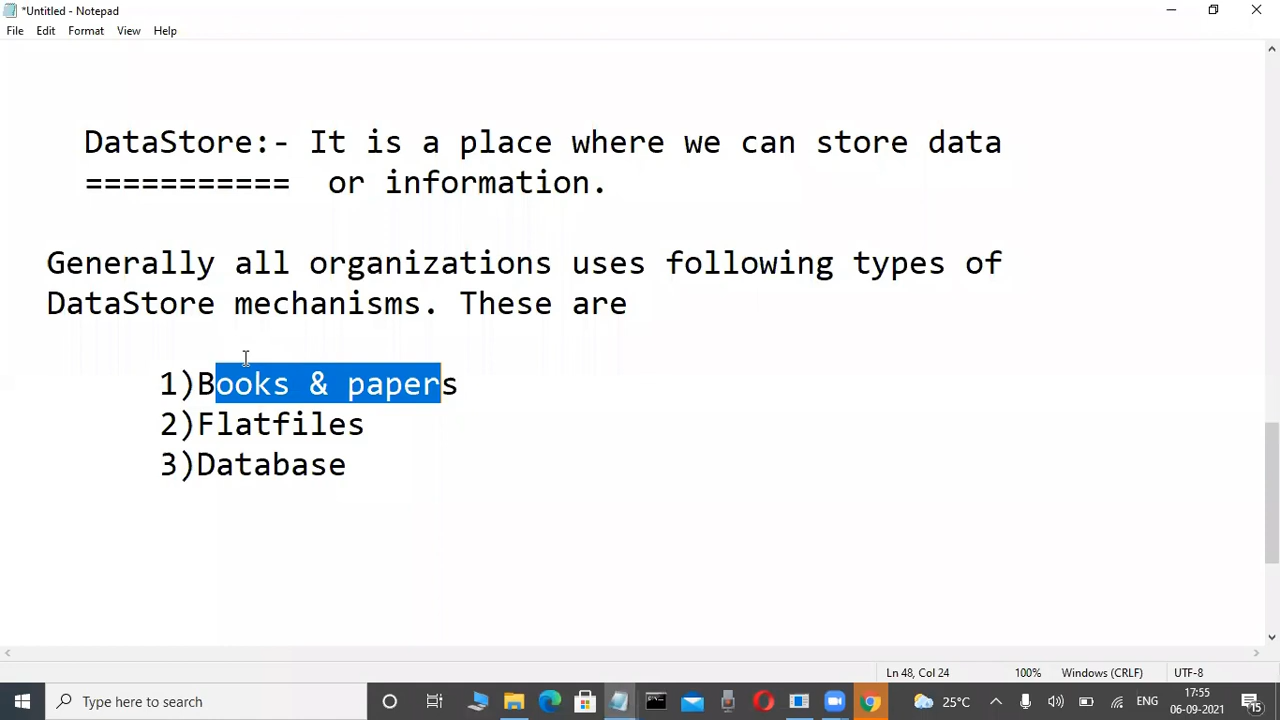 *Untitled - Notepad
File Edit Format View Help
DataStore:- It is a place where we can store data
=========== or information.
Generally all organizations uses following types of
DataStore mechanisms. These are
1)Books & papers
2)Flatfiles
3)Database
Ln 48, Col 24 100% Windows (CRLF) UTF-8
Type here to search 25°C ENG 17:55
06-09-2021 15